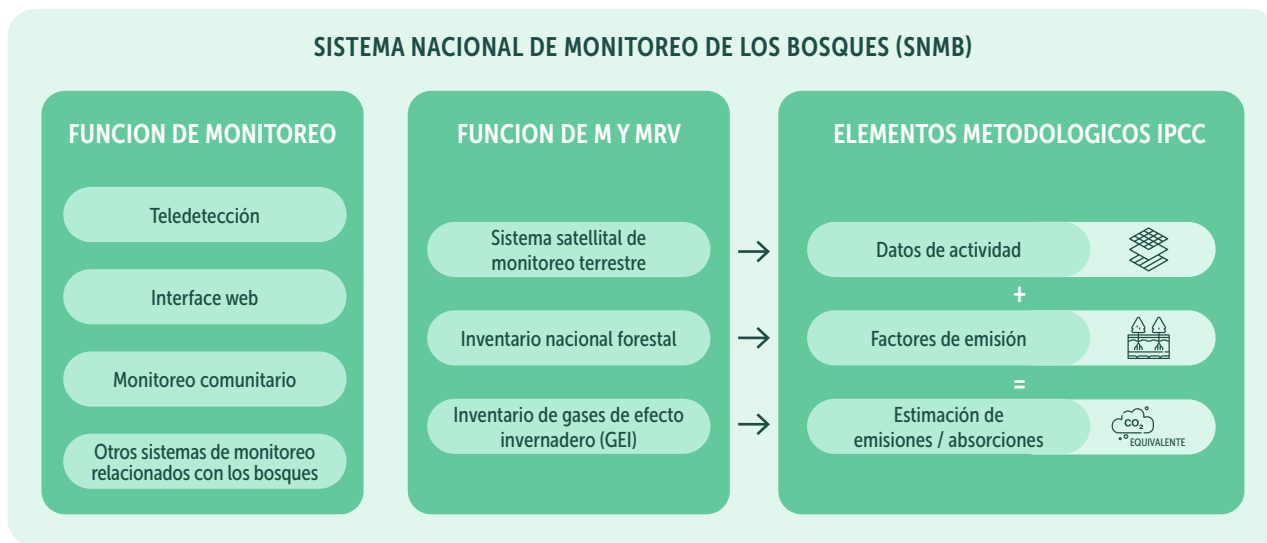 SISTEMA NACIONAL DE MONITOREO DE LOS BOSQUES (SNMB)
FUNCION DE MONITOREO
Teledetección
Interface web
Monitoreo comunitario
Otros sistemas de monitoreo
relacionados con los bosques
FUNCION DE M Y MRV
Sistema satellital de
monitoreo terrestre
Inventario nacional forestal
Inventario de gases de efecto
invernadero (GEI)
ELEMENTOS METODOLOGICOS IPCC
Datos de actividad
+
Factores de emisión
=
Estimación de
emisiones / absorciones
CO₂
EQUIVALENTE